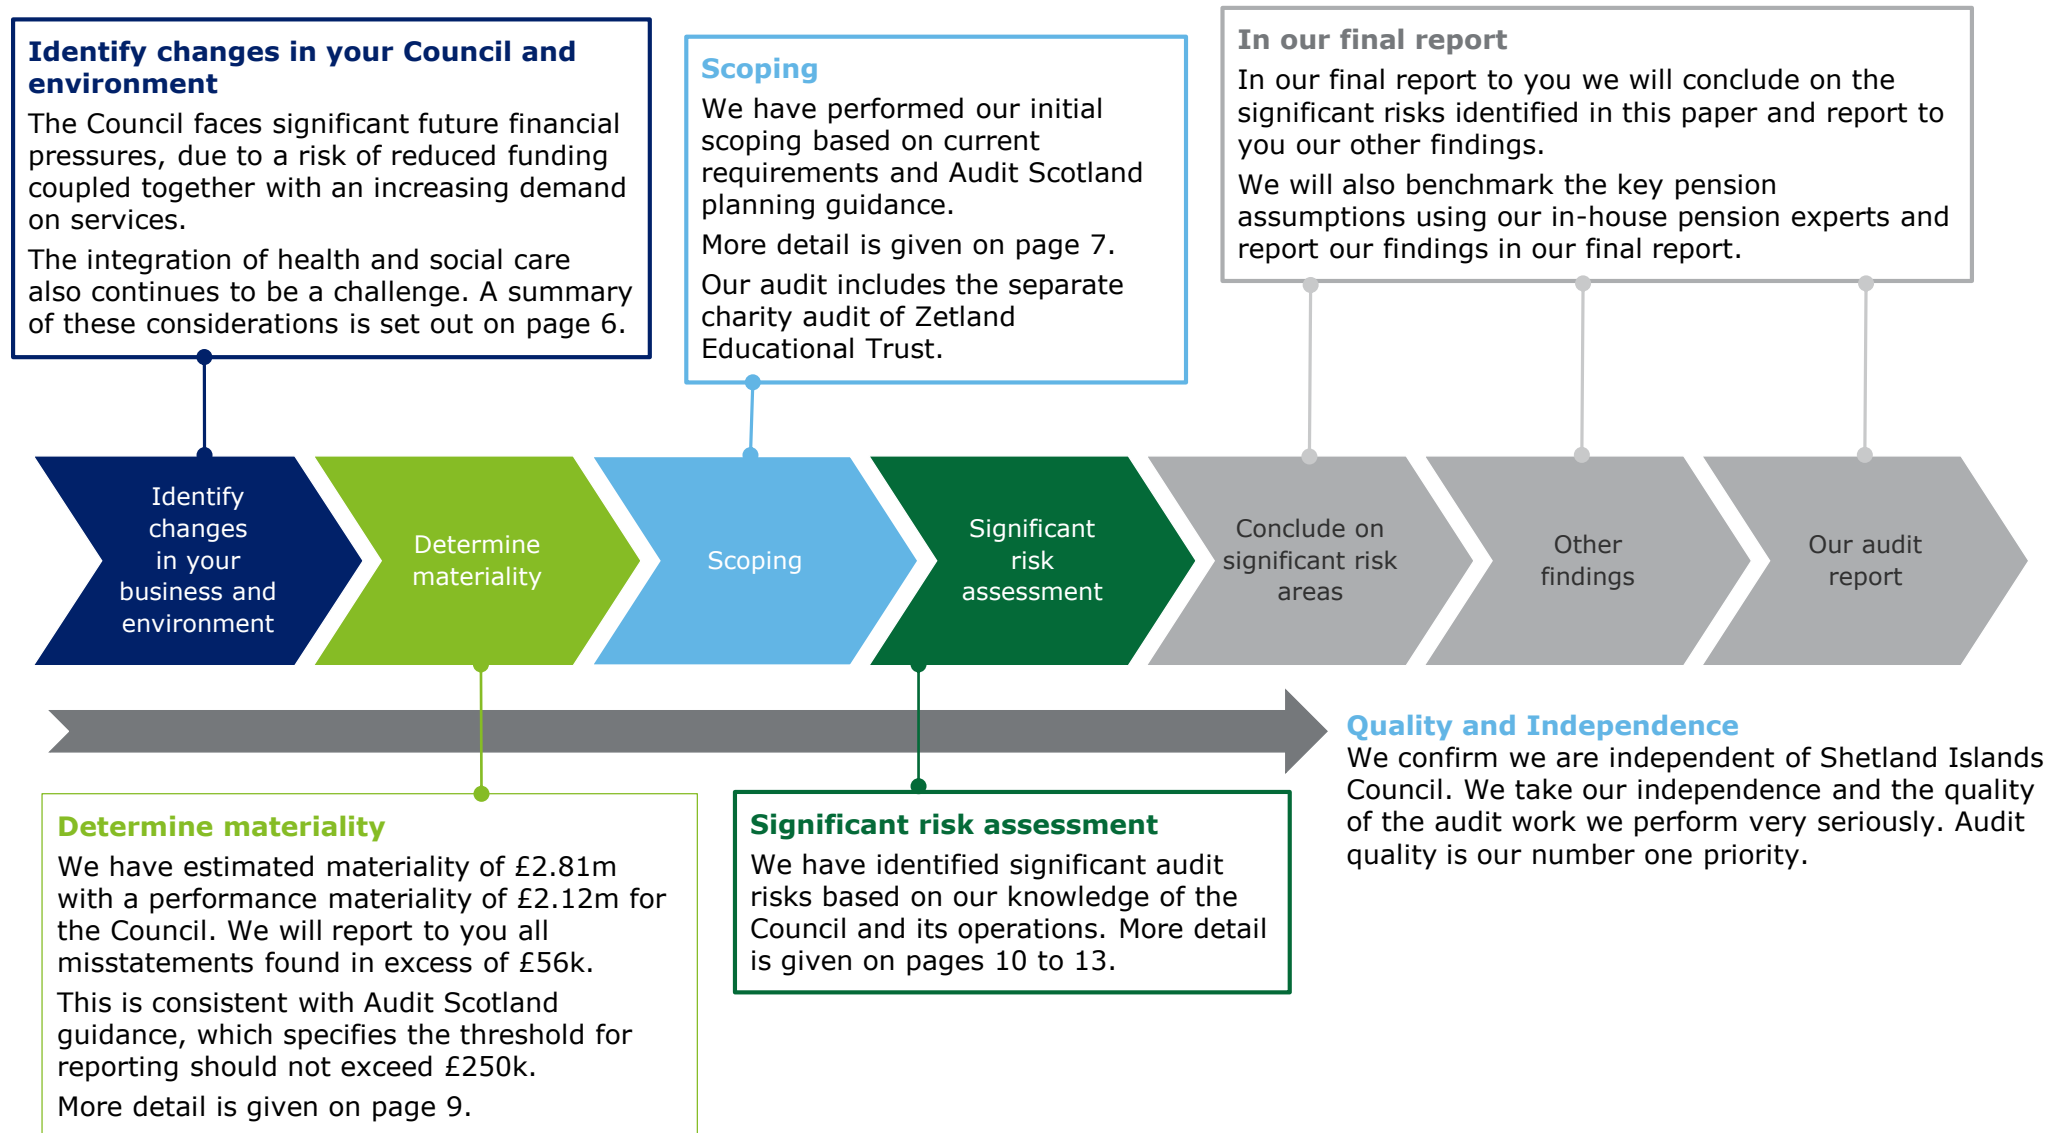 Identify changes in your Council and
environment
The Council faces significant future financial
pressures, due to a risk of reduced funding
coupled together with an increasing demand
on services.
The integration of health and social care
also continues to be a challenge. A summary
of these considerations is set out on page 6.
Scoping
We have performed our initial
scoping based on current
requirements and Audit Scotland
planning guidance.
More detail is given on page 7.
Our audit includes the separate
charity audit of Zetland
Educational Trust.
In our final report
In our final report to you we will conclude on the
significant risks identified in this paper and report to
you our other findings.
We will also benchmark the key pension
assumptions using our in-house pension experts and
report our findings in our final report.
Identify
changes
in your
business and
environment
Determine
materiality
Scoping
Significant
risk
assessment
Conclude on
significant risk
areas
Other
findings
Our audit
report
Determine materiality
We have estimated materiality of £2.81m
with a performance materiality of £2.12m for
the Council. We will report to you all
misstatements found in excess of £56k.
This is consistent with Audit Scotland
guidance, which specifies the threshold for
reporting should not exceed £250k.
More detail is given on page 9.
Significant risk assessment
We have identified significant audit
risks based on our knowledge of the
Council and its operations. More detail
is given on pages 10 to 13.
Quality and Independence
We confirm we are independent of Shetland Islands
Council. We take our independence and the quality
of the audit work we perform very seriously. Audit
quality is our number one priority.